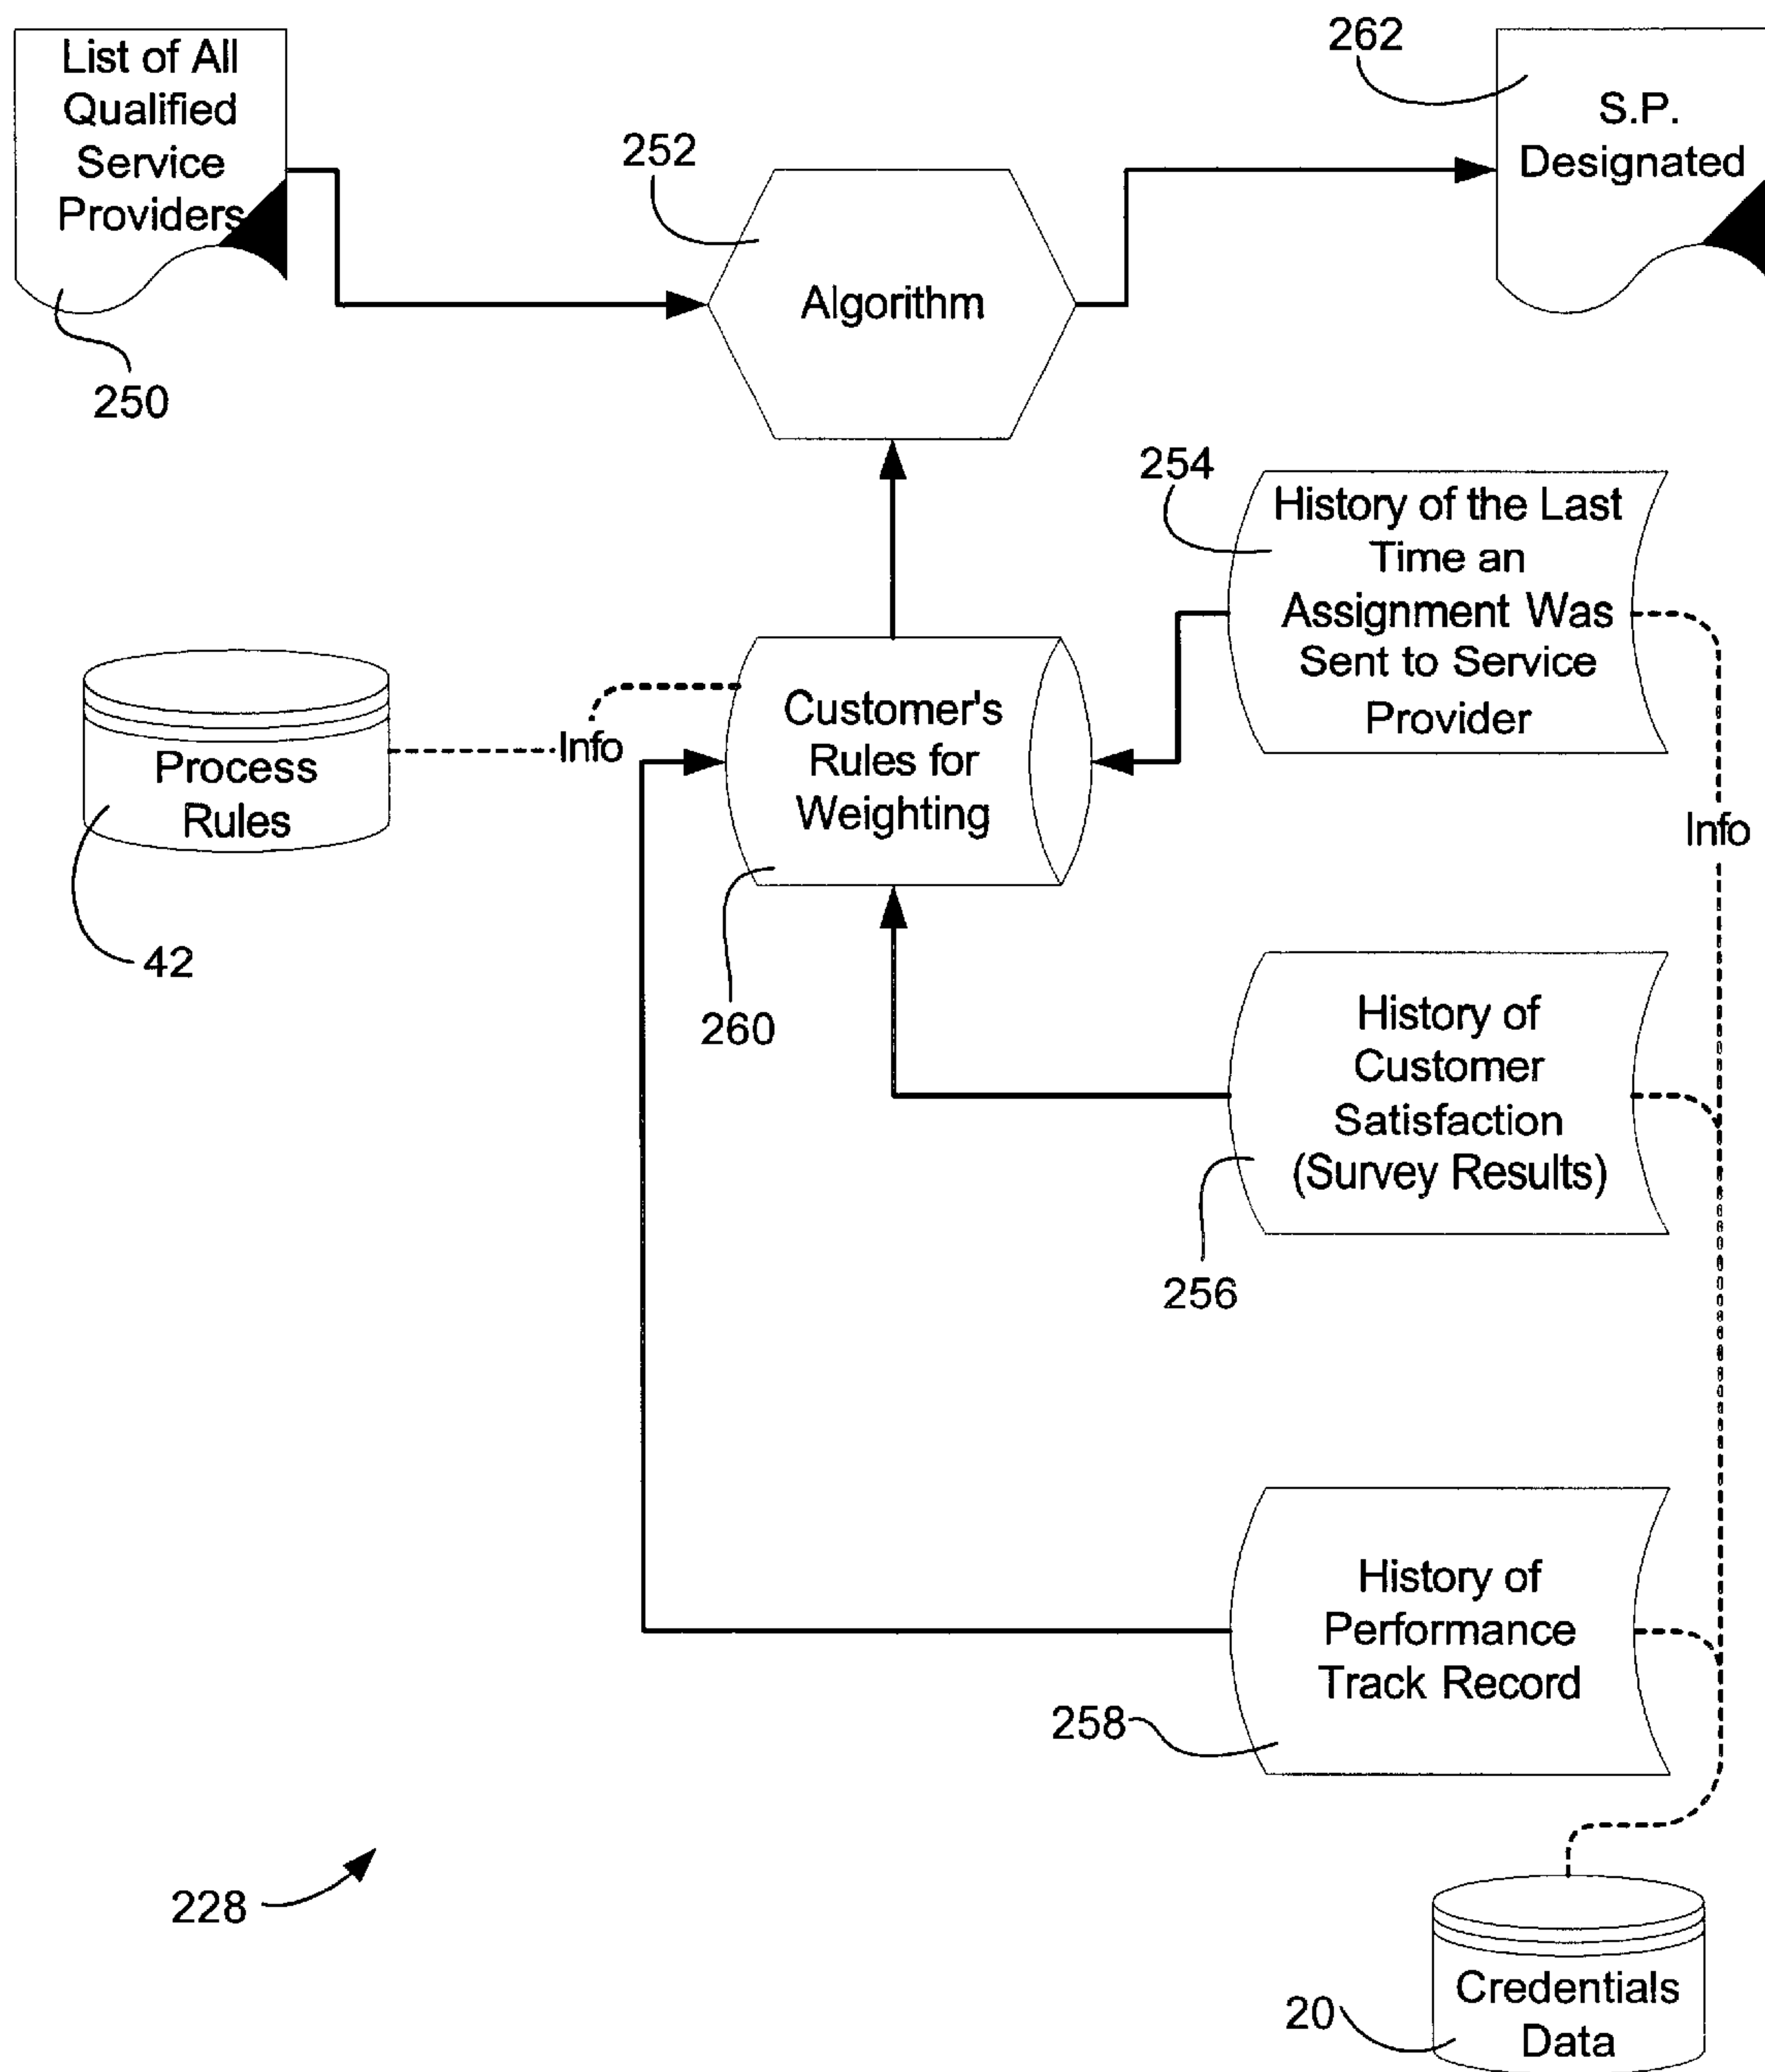 List of All
Qualified
Service
Providers
250
252
Algorithm
262
S.P.
Designated
254
History of the Last
Time an
Assignment Was
Sent to Service
Provider
Process
Rules
42
Info
Customer's
Rules for
Weighting
260
Info
History of
Customer
Satisfaction
(Survey Results)
256
History of
Performance
Track Record
258
228
20
Credentials
Data